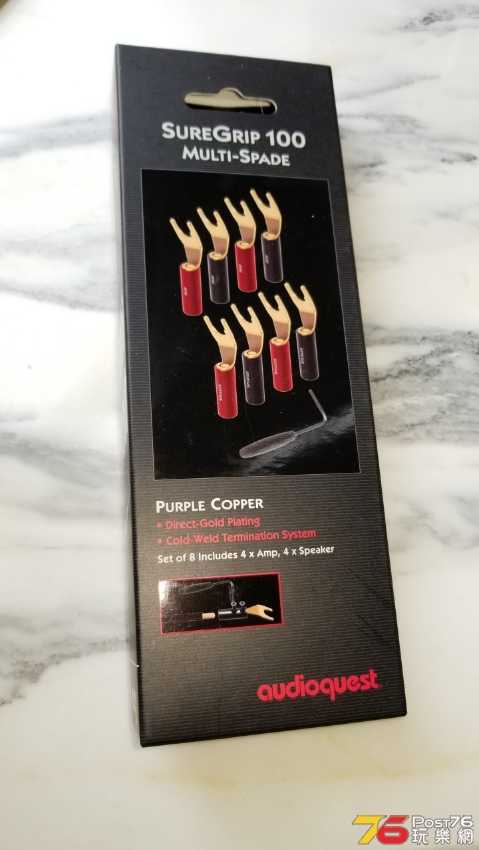 SUREGRIP 100
MULTI-SPADE
PURPLE COPPER
• Direct-Gold Plating
• Cold-Weld Termination System
Set of 8 includes 4 x Amp, 4 x Speaker
audioquest
76 POST76
玩樂網